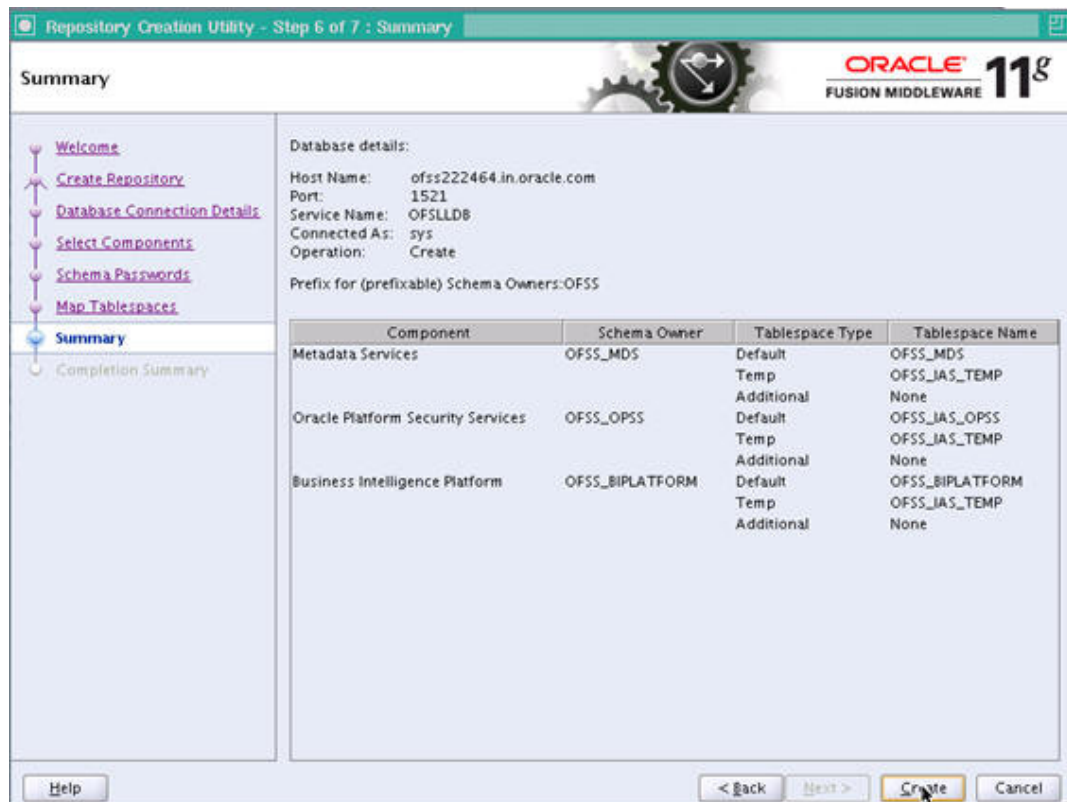 Repository Creation Utility - Step 6 of 7 : Summary
Summary
ORACLE
FUSION MIDDLEWARE
11g
Welcome
Create Repository
Database Connection Details
Select Components
Schema Passwords
Map Tablespaces
Summary
Completion Summary
Database details:
Host Name: ofss222464.in.oracle.com
Port: 1521
Service Name: OFSLLDB
Connected As: sys
Operation: Create
Prefix for (prefixable) Schema Owners:OFSS
Component Schema Owner Tablespace Type Tablespace Name
Metadata Services OFSS_MDS Default OFSS_MDS
Temp OFSS_IAS_TEMP
Additional None
Oracle Platform Security Services OFSS_OPSS Default OFSS_IAS_OPSS
Temp OFSS_IAS_TEMP
Additional None
Business Intelligence Platform OFSS_BIPLATFORM Default OFSS_BIPLATFORM
Temp OFSS_IAS_TEMP
Additional None
Help < Back Next > Create Cancel